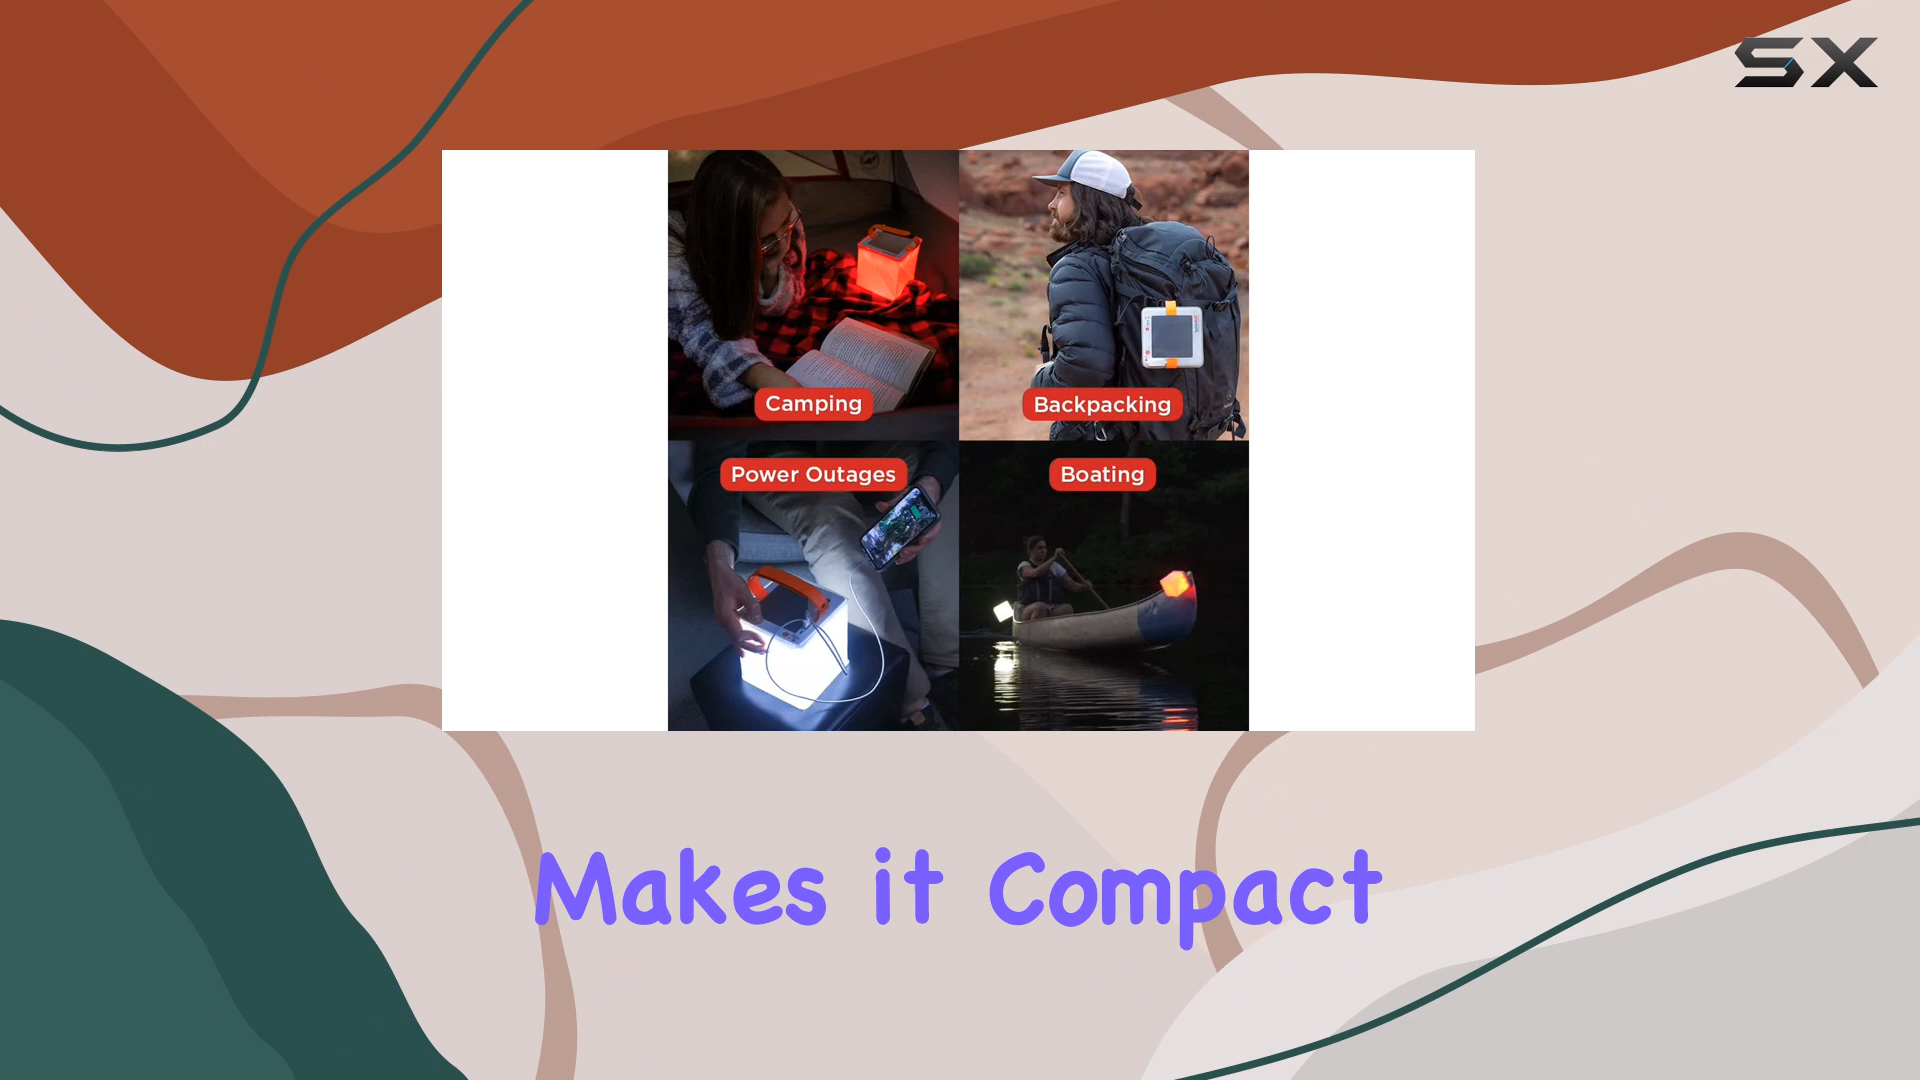 SX
Camping
Backpacking
Power Outages
Boating
Makes it Compact